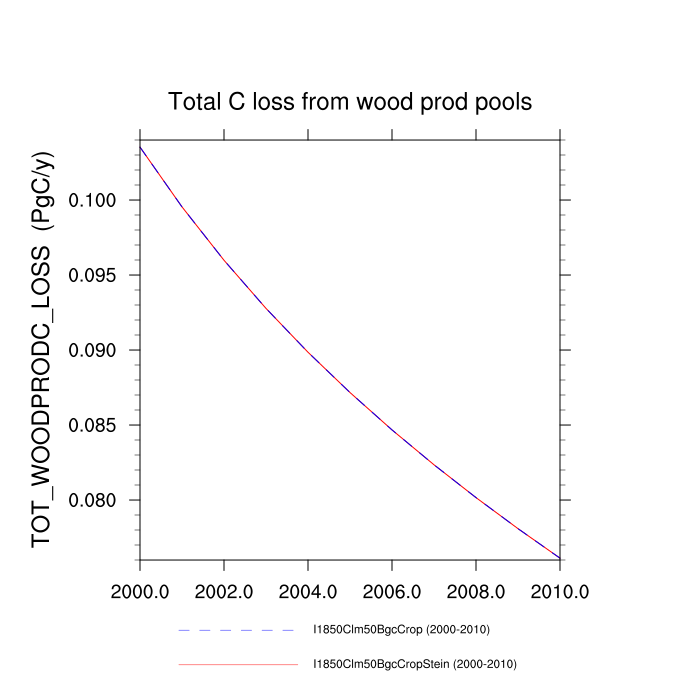 Total C loss from wood prod pools
TOT_WOODPRODC_LOSS (PgC/y)
0.100
0.095
0.090
0.085
0.080
2000.0 2002.0 2004.0 2006.0 2008.0 2010.0
I1850Clm50BgcCrop (2000-2010)
I1850Clm50BgcCropStein (2000-2010)